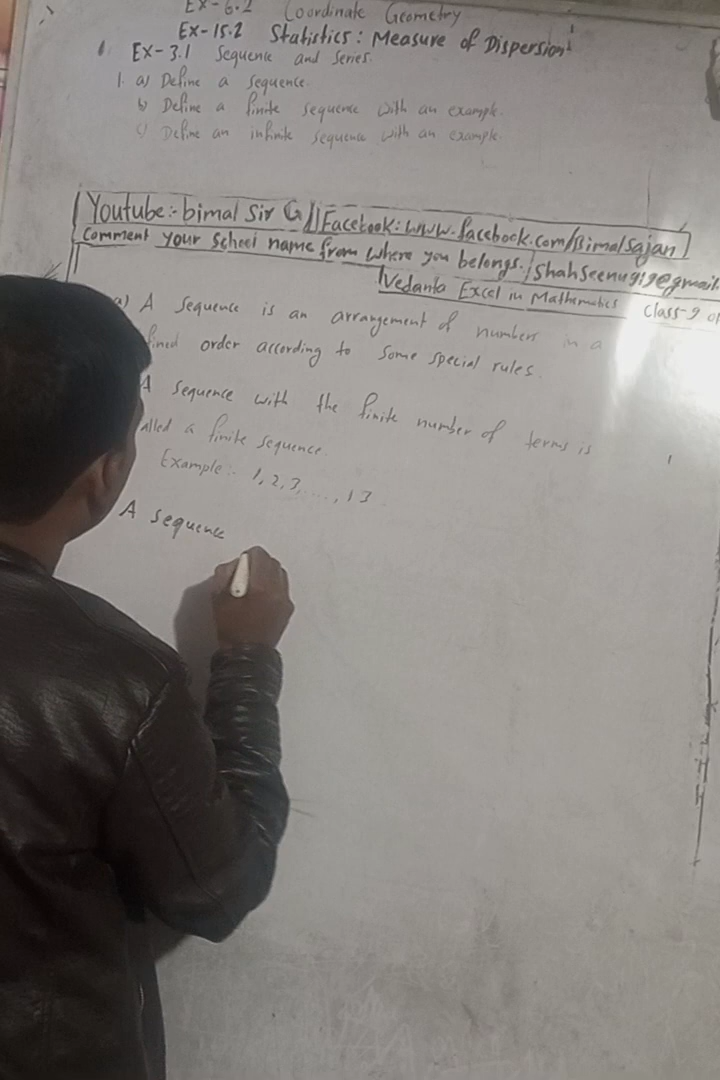 Ex-6.2 Coordinate Geometry
Ex-15.2 Statistics: Measure of Dispersion
Ex-3.1 Sequence and Series.
1. a) Define a sequence.
b) Define a finite sequence with an example.
c) Define an infinite sequence with an example.
Youtube:- bimal Sir G || Facebook: www.facebook.com/Bimalsajan
Comment your School name from where you belongs. /
Vedanta Excel in Mathematics Class-9
a) A sequence is an arrangement of numbers in a
order according to some special rules.
A sequence with the finite number of terms is
a finite sequence.
Example:- 1, 2, 3, ...., 13
A sequence